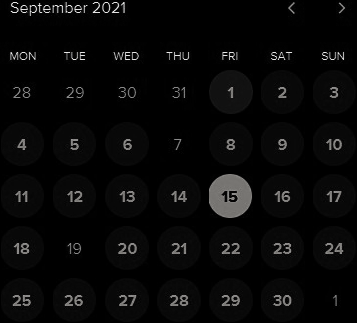 September 2021
MON TUE WED THU FRI SAT SUN
28 29 30 31 1 2 3
4 5 6 7 8 9 10
11 12 13 14 15 16 17
18 19 20 21 22 23 24
25 26 27 28 29 30 1